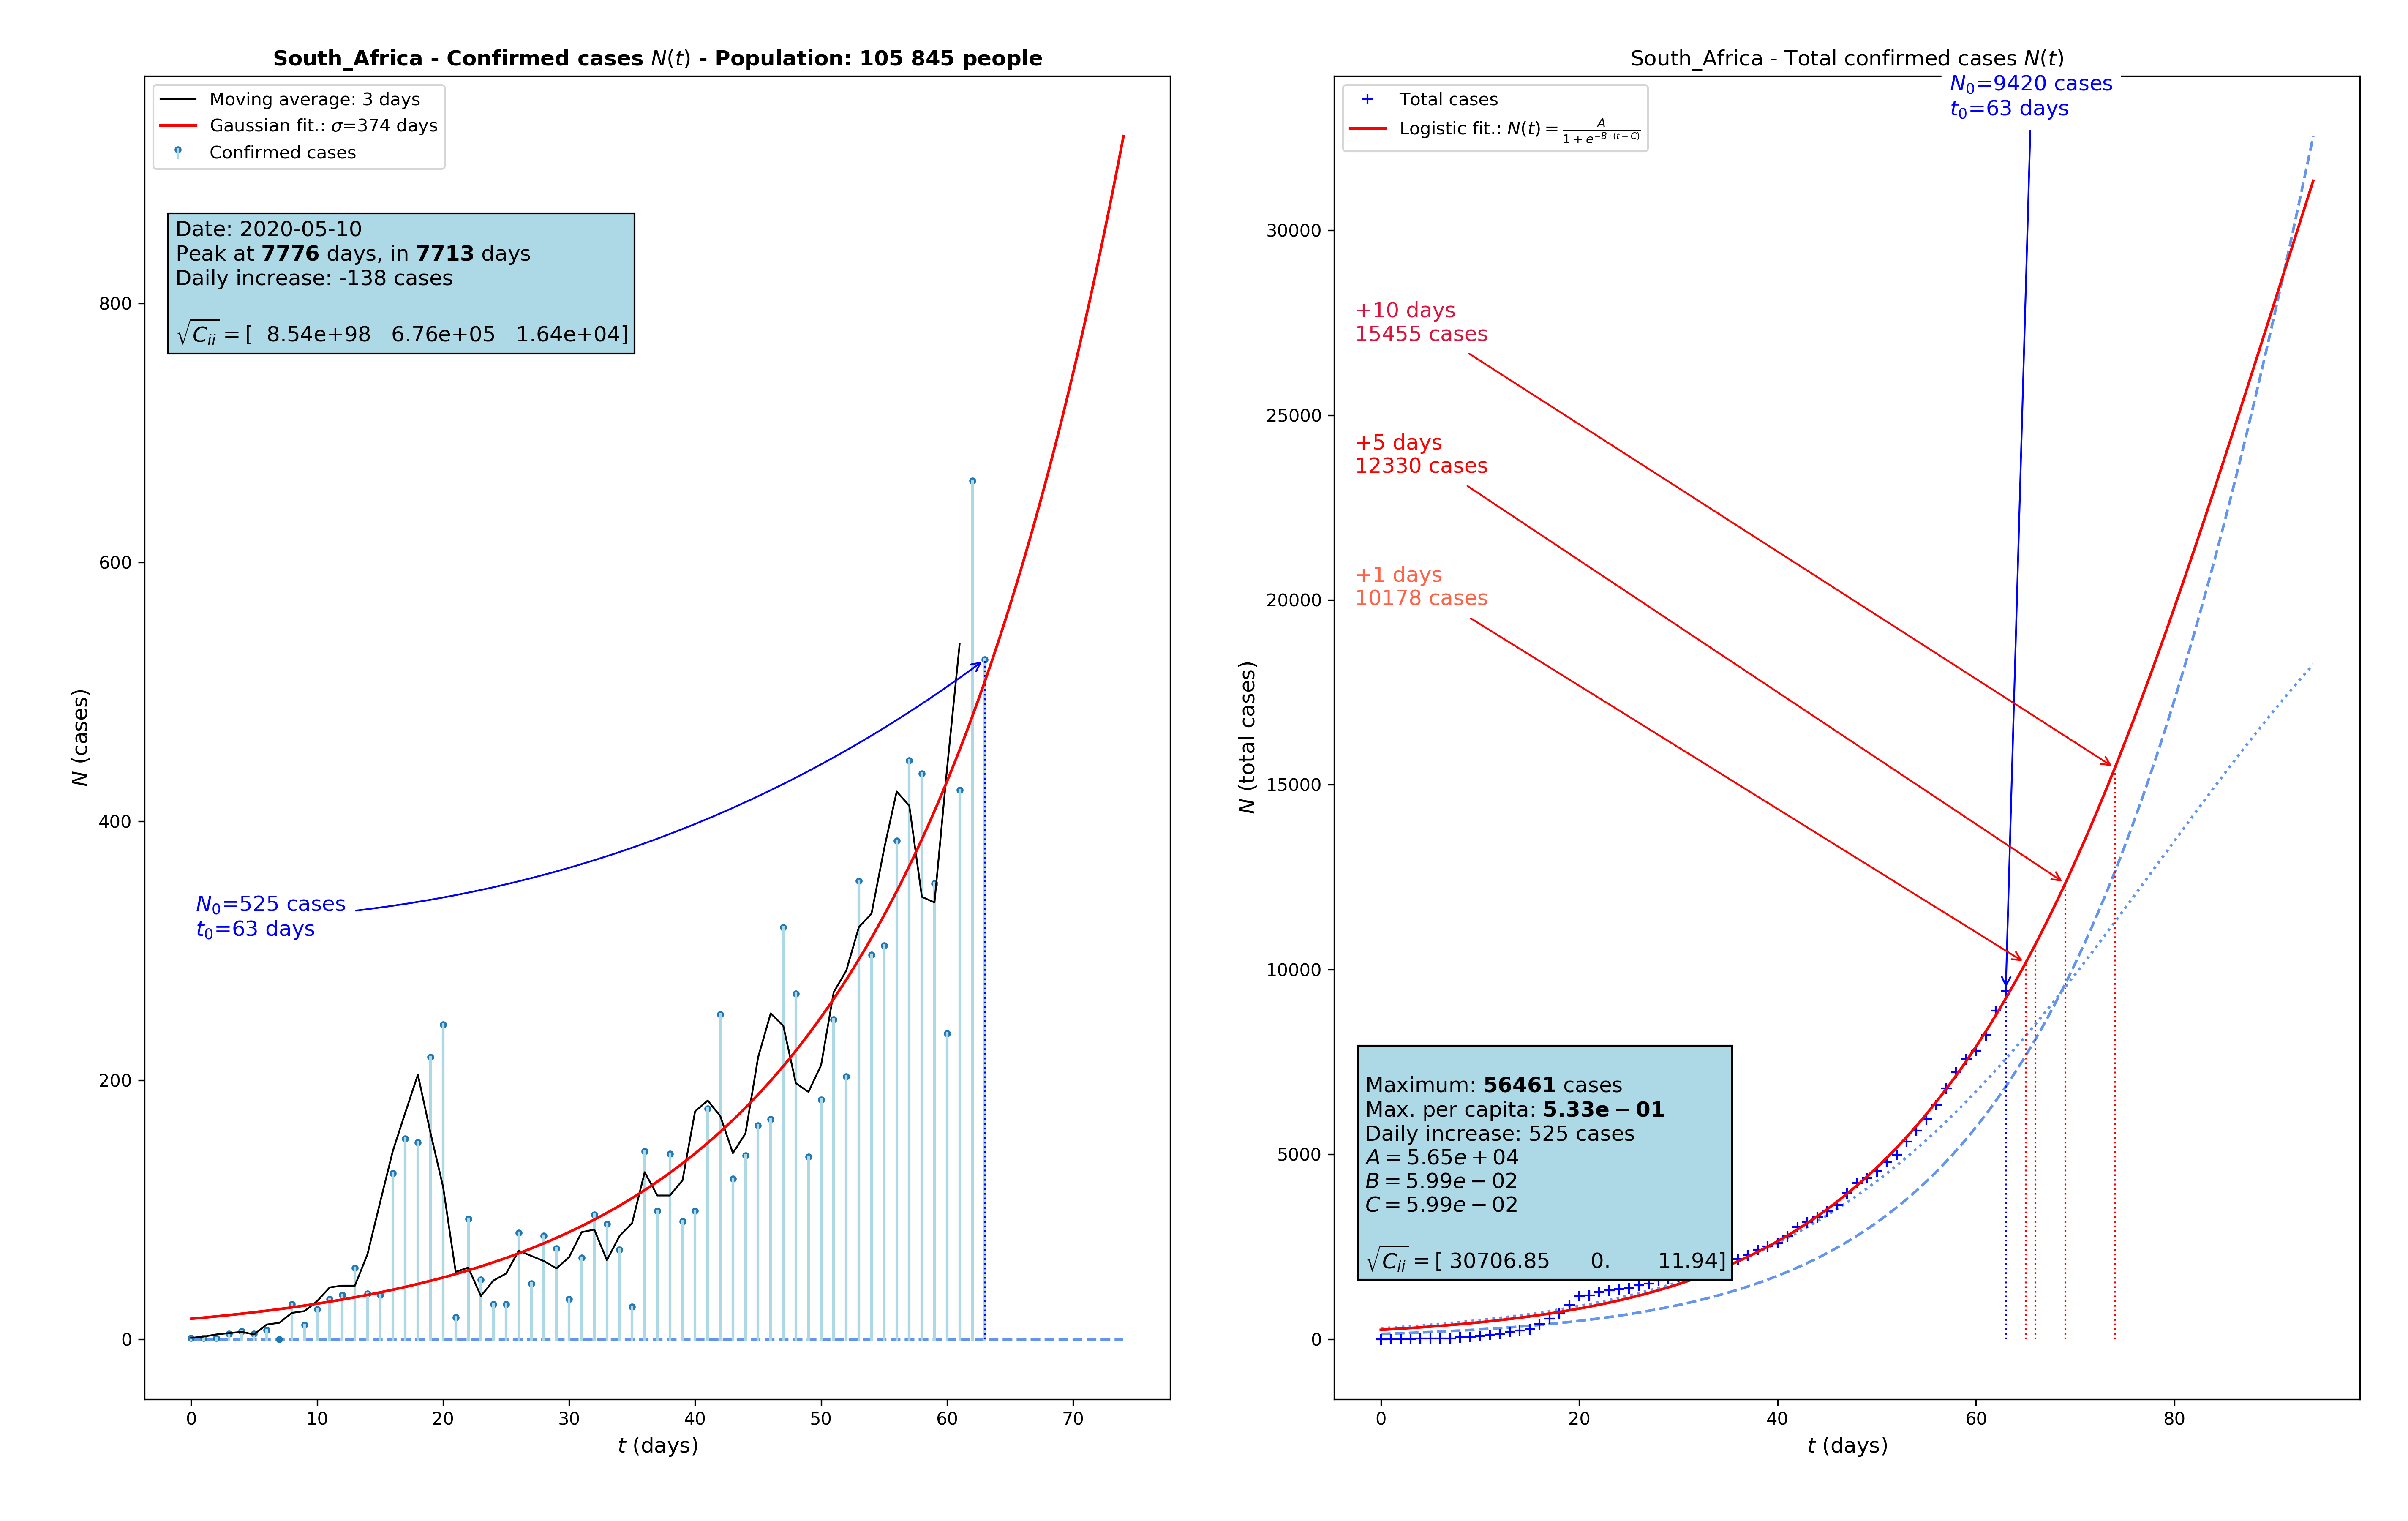 South_Africa - Confirmed cases N(t) - Population: 105 845 people
Moving average: 3 days
Gaussian fit.: σ=374 days
Confirmed cases
Date: 2020-05-10
Peak at 7776 days, in 7713 days
Daily increase: -138 cases
√C_ii = [ 8.54e+98 6.76e+05 1.64e+04]
N_0=525 cases
t_0=63 days
N (cases)
800
600
400
200
0
0 10 20 30 40 50 60 70
t (days)
South_Africa - Total confirmed cases N(t)
Total cases
Logistic fit.: N(t) = A / (1 + e^{-B·(t-C)})
N_0=9420 cases
t_0=63 days
+10 days
15455 cases
+5 days
12330 cases
+1 days
10178 cases
Maximum: 56461 cases
Max. per capita: 5.33e − 01
Daily increase: 525 cases
A = 5.65e + 04
B = 5.99e − 02
C = 5.99e − 02
√C_ii = [ 30706.85 0. 11.94]
N (total cases)
30000
25000
20000
15000
10000
5000
0
0 20 40 60 80
t (days)